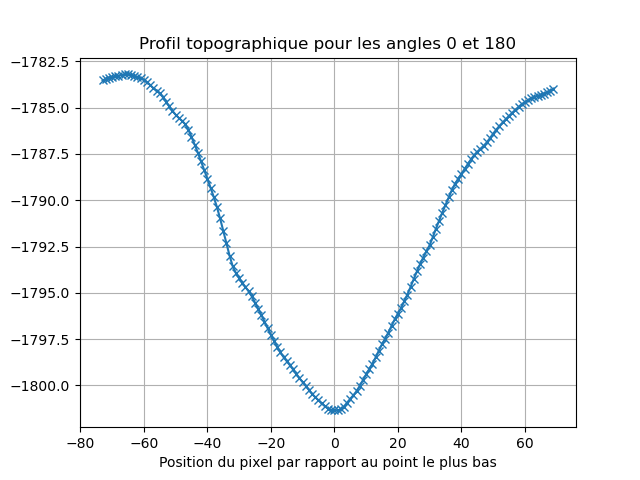 Profil topographique pour les angles 0 et 180
−1782.5
−1785.0
−1787.5
−1790.0
−1792.5
−1795.0
−1797.5
−1800.0
−80 −60 −40 −20 0 20 40 60
Position du pixel par rapport au point le plus bas